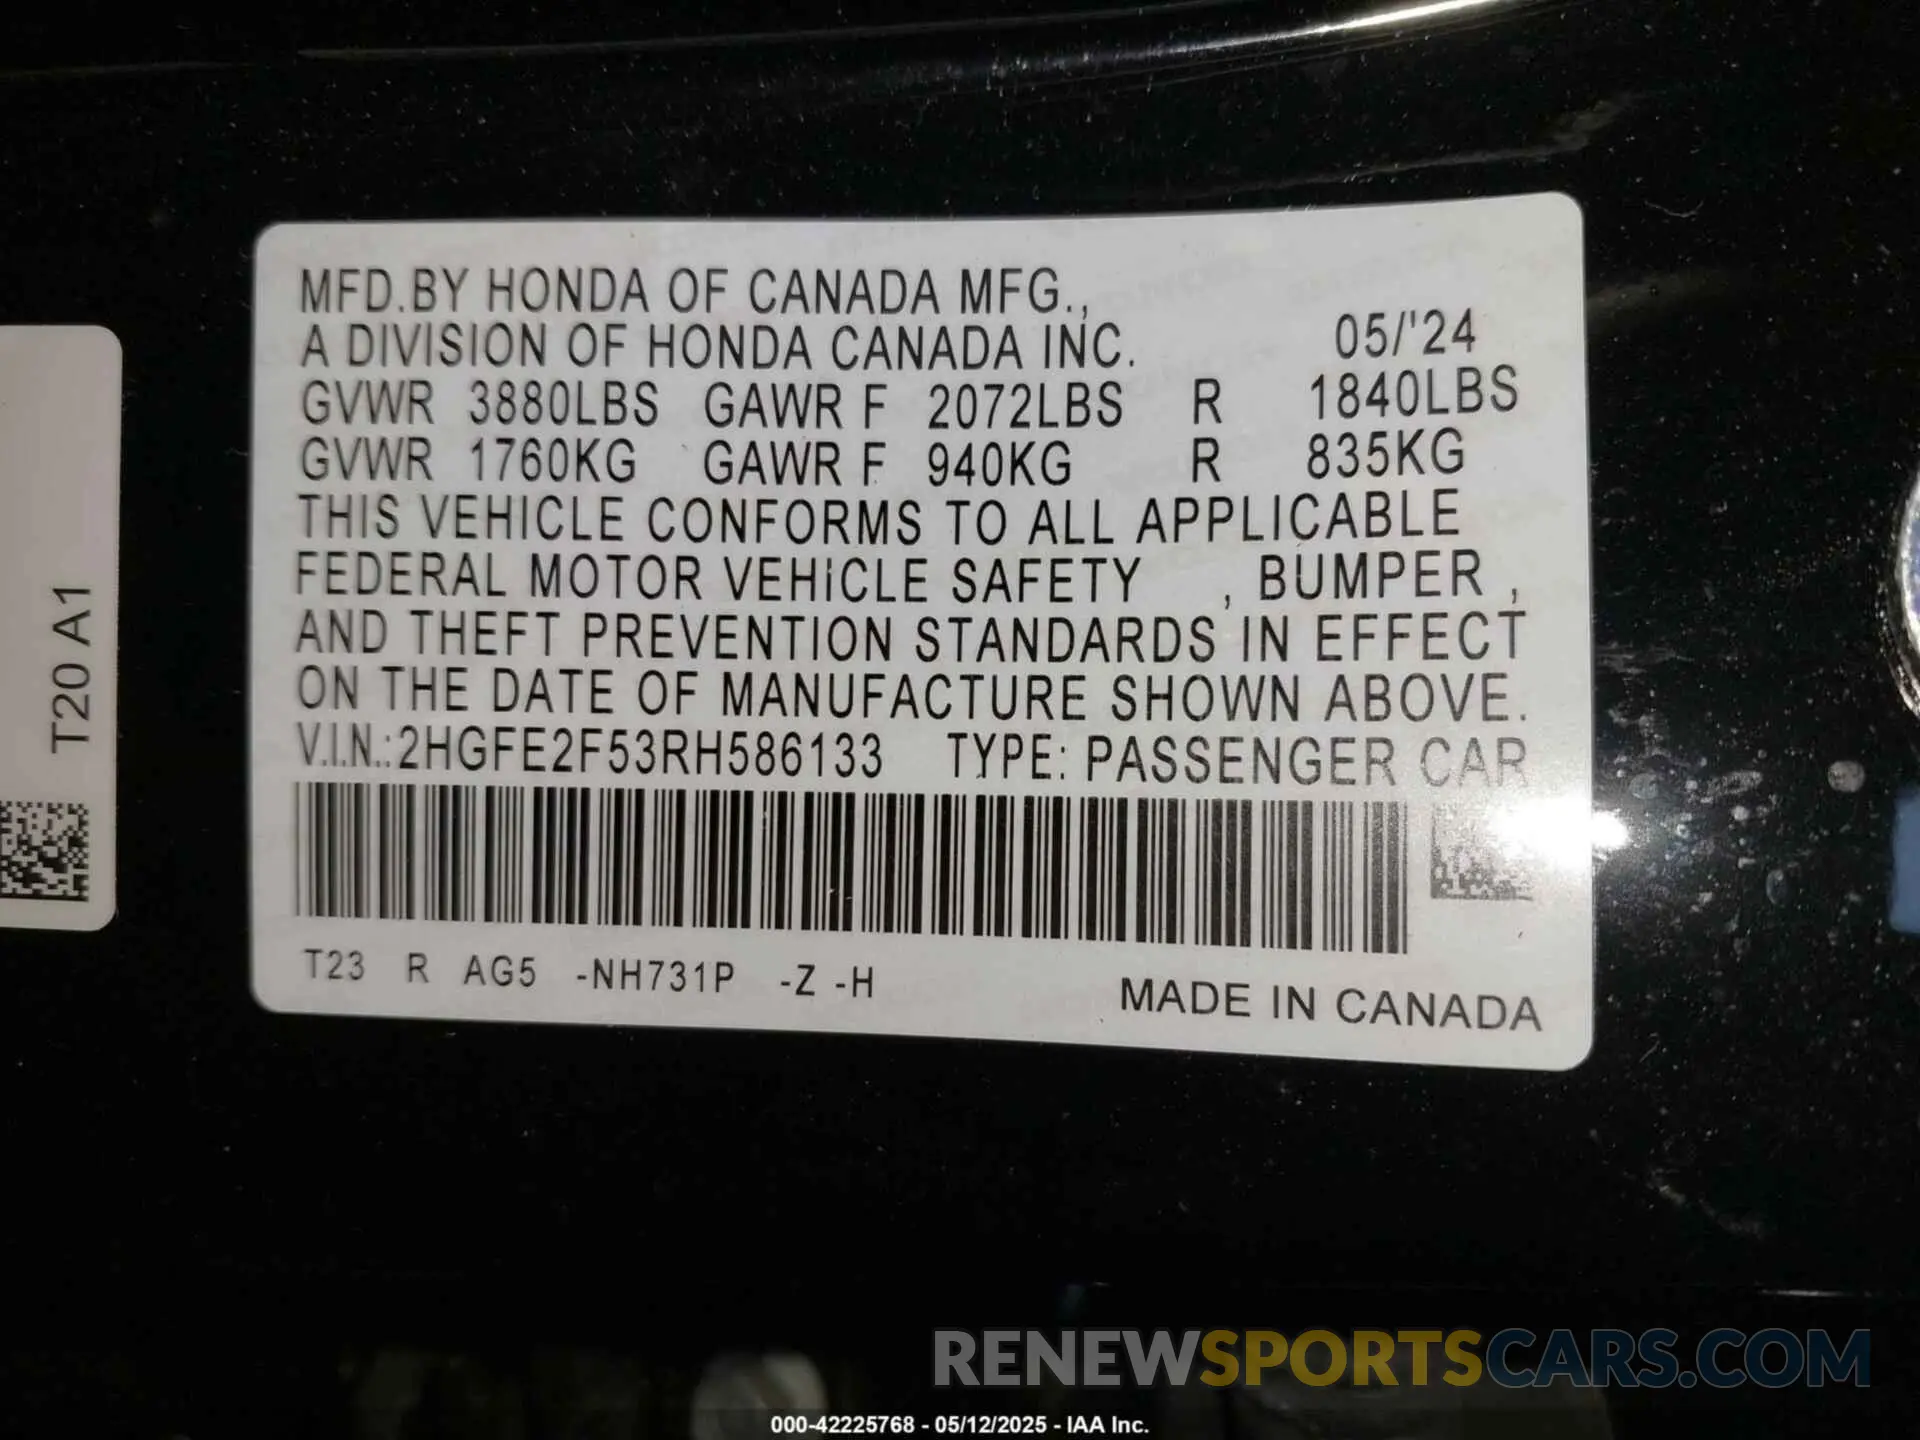 MFD.BY HONDA OF CANADA MFG.,
A DIVISION OF HONDA CANADA INC. 05/'24
GVWR 3880LBS GAWR F 2072LBS R 1840LBS
GVWR 1760KG GAWR F 940KG R 835KG
THIS VEHICLE CONFORMS TO ALL APPLICABLE
FEDERAL MOTOR VEHICLE SAFETY , BUMPER ,
AND THEFT PREVENTION STANDARDS IN EFFECT
ON THE DATE OF MANUFACTURE SHOWN ABOVE.
V.I.N.:2HGFE2F53RH586133 TYPE: PASSENGER CAR
T23 R AG5 -NH731P -Z -H
MADE IN CANADA
T20 A1
RENEWSPORTSCARS.COM
000-42225768 - 05/12/2025 - IAA Inc.